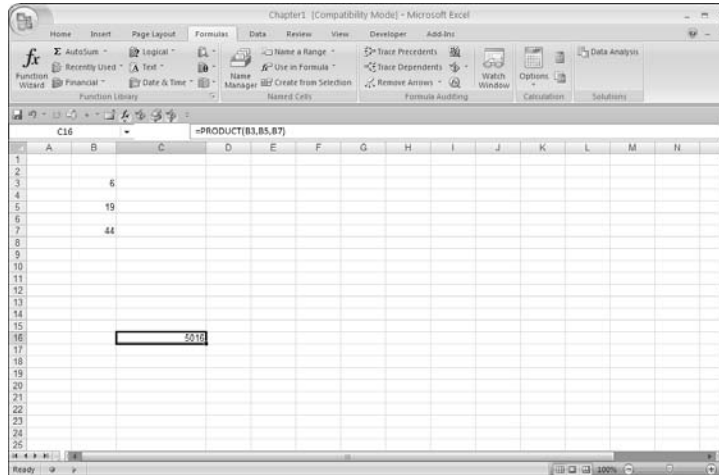 Chapter1 [Compatibility Mode] - Microsoft Excel
Home Insert Page Layout Formulas Data Review View Developer Add-Ins
fx Function Wizard
Σ AutoSum
Recently Used
Financial
Logical
Text
Date & Time
Function Library
Name Manager
Name a Range
Use in Formula
Create from Selection
Named Cells
Trace Precedents
Trace Dependents
Remove Arrows
Formula Auditing
Watch Window
Options
Calculation
Data Analysis
Solutions
C16 =PRODUCT(B3,B5,B7)
A B C D E F G H I J K L M N
1
2
3 6
4
5 19
6
7 44
8
9
10
11
12
13
14
15
16 5016
17
18
19
20
21
22
23
24
25
Ready 100%